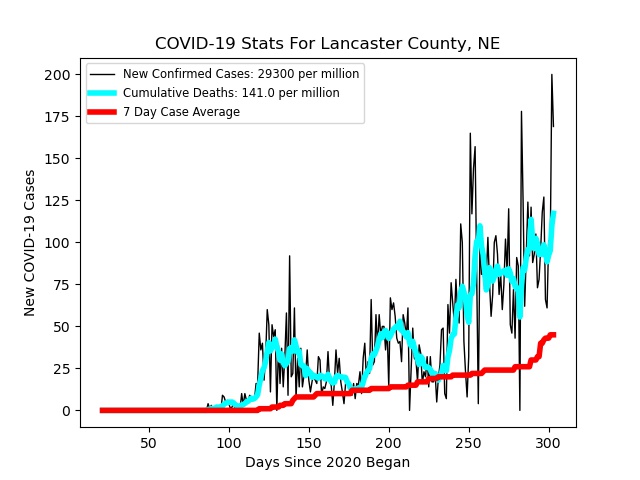 COVID-19 Stats For Lancaster County, NE
New Confirmed Cases: 29300 per million
Cumulative Deaths: 141.0 per million
7 Day Case Average
New COVID-19 Cases
200
175
150
125
100
75
50
25
0
50 100 150 200 250 300
Days Since 2020 Began